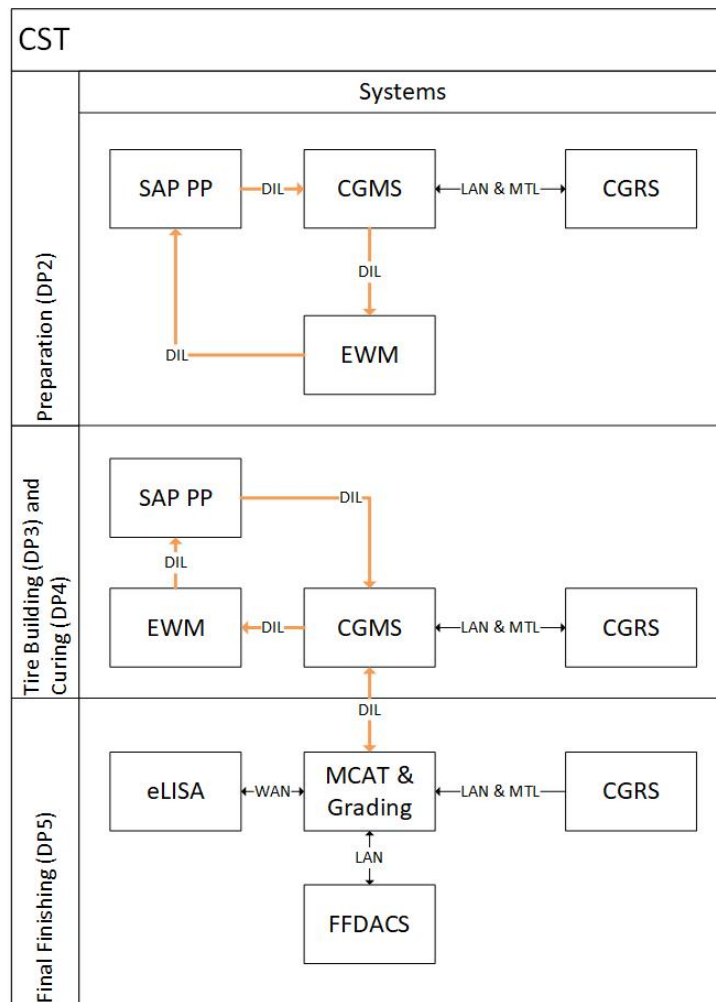 CST
Systems
Preparation (DP2)
SAP PP
DIL
CGMS
LAN & MTL
CGRS
DIL
DIL
EWM
Tire Building (DP3) and
Curing (DP4)
SAP PP
DIL
DIL
EWM
DIL
CGMS
LAN & MTL
CGRS
DIL
Final Finishing (DP5)
eLISA
WAN
MCAT &
Grading
LAN & MTL
CGRS
LAN
FFDACS